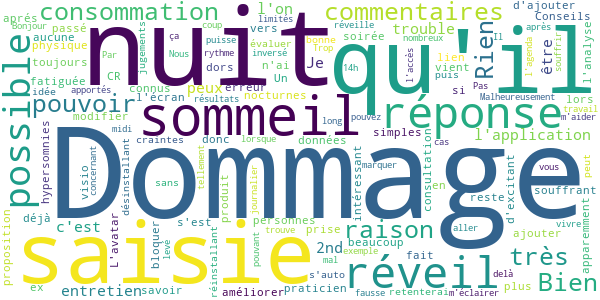 Dommage
nuit
qu'il
saisie
sommeil
réponse
réveil
possible
pouvoir
raison
très
Bien
Rien
consommation
commentaires
trouble
l'application
l'on
être
Je
peux
c'est
entretien
améliorer
2nd
beaucoup
personnes
praticien
après
passé
aucune
physique
toujours
fatiguée
CR
Bonjour
ça
Nous
coup
puisse
rythme
dors
n'ai
Un
erreur
nocturnes
évaluer
inverse
vers
soirée
limités
réveille
bonne
Trop
nombreux
lien
vient
puis
si
l'acces
Il
Pas
Malheureusement
d'ajouter
Conseils
souffrir
l'agenda
l'analyse
lors
travail
m'aider
idée
apportés
Par
connus
l'écran
jugements
résultats
modifier
craintes
midi
donc
lorsque
données
long
pouvez
14h
simples
cas
hypersomnies
visio
concernant
désinstallant
sans
tellement
marquer
intéressant
consultation
en
d'excitant
reste
souffrant
vous
peut
proposition
déjà
L'avatar
bloquer
s'est
produit
journalier
prise
fait
ajouter
aller
apparemment
vivre
ex
savoir
leve
réinstallant
pouvant
trouve
exemple
mal
s'auto
fausse
retenterai
plus
delà
m'éclairer